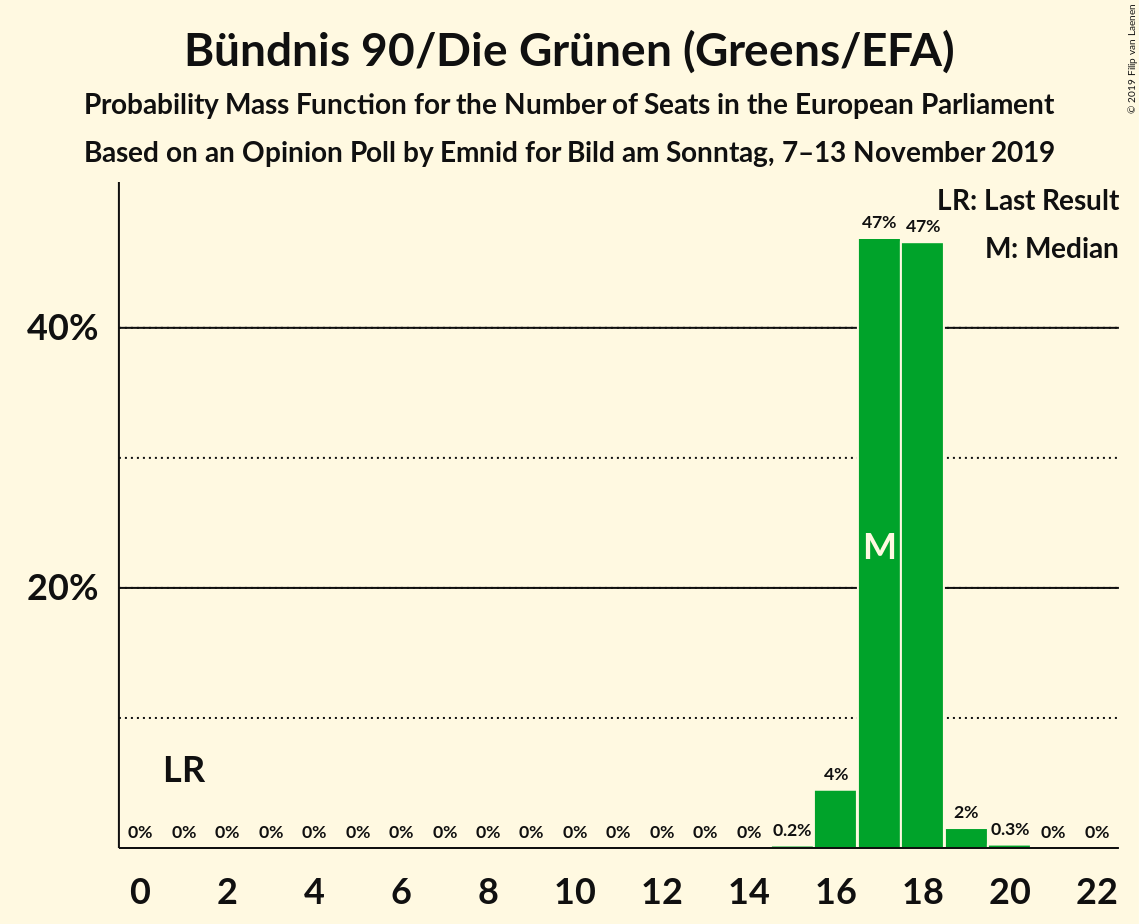 Bündnis 90/Die Grünen (Greens/EFA)
Probability Mass Function for the Number of Seats in the European Parliament
Based on an Opinion Poll by Emnid for Bild am Sonntag, 7–13 November 2019
© 2019 Filip van Laenen
LR: Last Result
M: Median
47% 47%
40%
M
20%
LR
4%
2%
0% 0% 0% 0% 0% 0% 0% 0% 0% 0% 0% 0% 0% 0% 0% 0.2% 0.3% 0% 0%
0 2 4 6 8 10 12 14 16 18 20 22